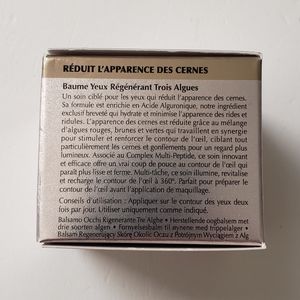 RÉDUIT L'APPARENCE DES CERNES
Baume Yeux Régénérant Trois Algues
Un soin ciblé pour les yeux qui réduit l'apparence des cernes.
Sa formule est enrichie en Acide Alguronique, notre ingrédient
exclusif breveté qui hydrate et minimise l'apparence des rides et
ridules. L'apparence des cernes est réduite grâce au mélange
d'algues rouges, brunes et vertes qui travaillent en synergie
pour stimuler et renforcer le contour de l'œil, ciblant tout
particulièrement les cernes et gonflements pour un regard plus
lumineux. Associé au Complex Multi-Peptide, ce soin innovant
et efficace offre un vrai coup de pouce au contour de l'œil qui
paraît plus lisse et ferme. Multi-tâche, ce soin illumine, revitalise
et recharge le contour de l'œil à 360°. Parfait pour préparer le
contour de l'œil avant l'application de maquillage.
Conseils d'utilisation : Appliquer sur le contour des yeux deux
fois par jour. Utiliser uniquement comme indiqué.
Balsamo Occhi Rigenerante Tre Alghe • Herstellende oogbalsem met
drie soorten algen • Fornyelsesbalm til øynene med trippelalger •
Balsam Regenerujący Skórę Okolic Oczu z Potrójnym Wyciągiem z Alg